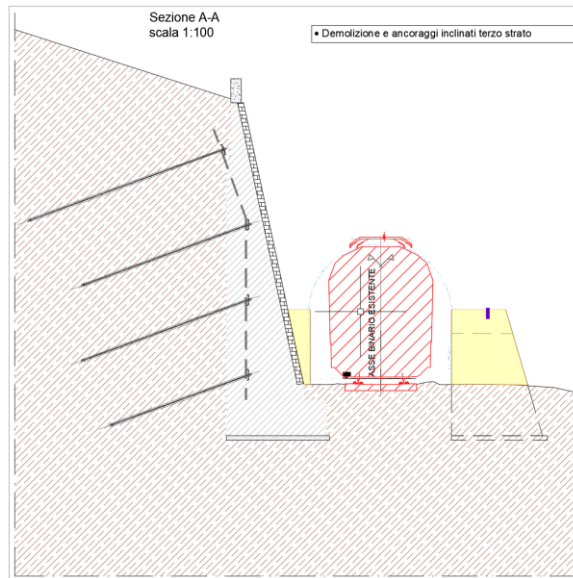 Sezione A-A
scala 1:100
• Demolizione e ancoraggi inclinati terzo strato
ASSE BINARIO ESISTENTE